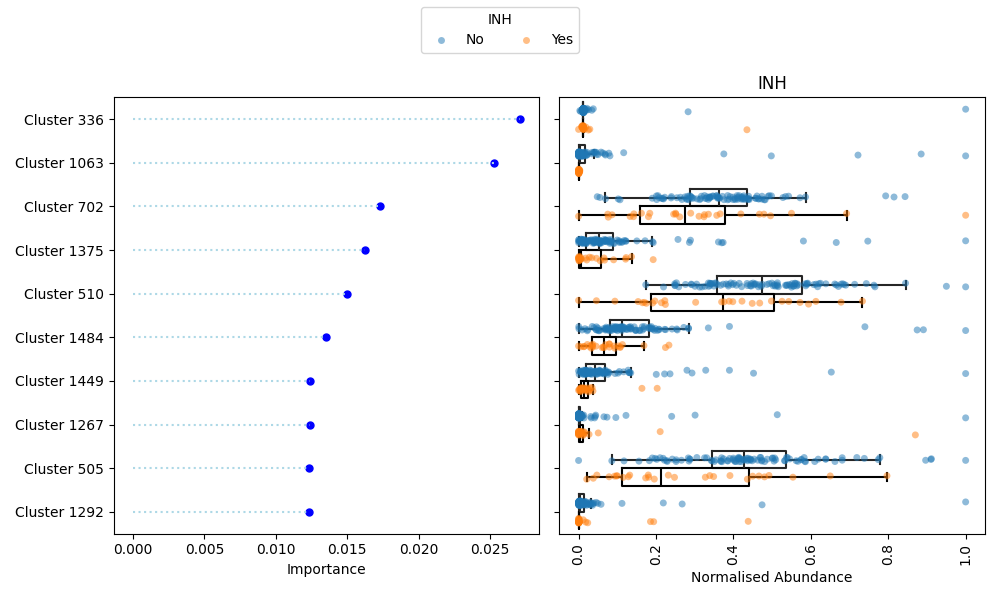 INH
No Yes
INH
Cluster 336
Cluster 1063
Cluster 702
Cluster 1375
Cluster 510
Cluster 1484
Cluster 1449
Cluster 1267
Cluster 505
Cluster 1292
0.000 0.005 0.010 0.015 0.020 0.025
Importance
0.0 0.2 0.4 0.6 0.8 1.0
Normalised Abundance